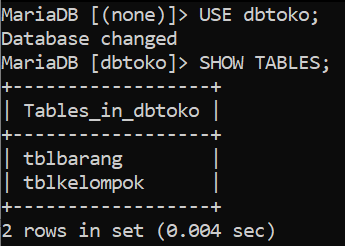 MariaDB [(none)]> USE dbtoko;
Database changed
MariaDB [dbtoko]> SHOW TABLES;
+------------------+
| Tables_in_dbtoko |
+------------------+
| tblbarang        |
| tblkelompok      |
+------------------+
2 rows in set (0.004 sec)